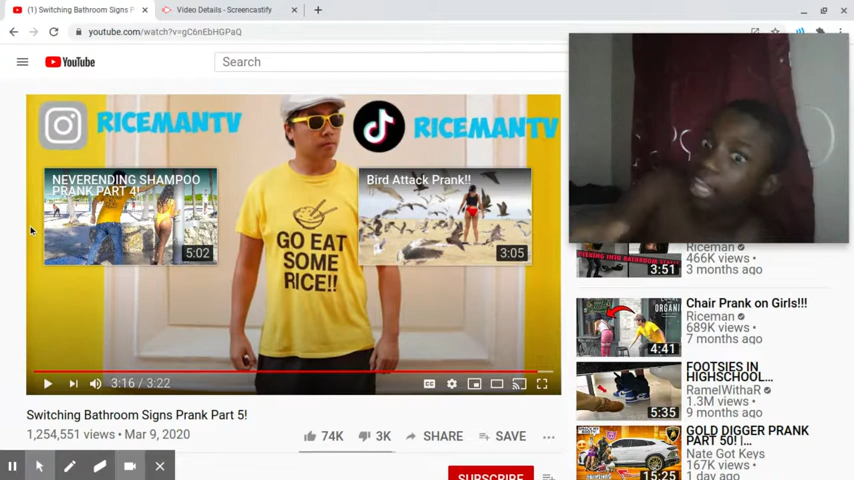 (1) Switching Bathroom Signs P
Video Details - Screencastify
youtube.com/watch?v=gC6nEbHGPaQ
YouTube
Search
RICEMANTV
RICEMANTV
NEVERENDING SHAMPOO
PRANK PART 4!
5:02
Bird Attack Prank!!
3:05
GO EAT
SOME
RICE!!
3:16 / 3:22
CC
Switching Bathroom Signs Prank Part 5!
1,254,551 views • Mar 9, 2020
74K
3K
SHARE
SAVE
SUBSCRIBE
Riceman
466K views •
3 months ago
3:51
Chair Prank on Girls!!!
Riceman
689K views •
7 months ago
ORGANIC
4:41
FOOTSIES IN
HIGHSCHOOL...
RamelWithaR
1.3M views •
9 months ago
5:35
GOLD DIGGER PRANK
PART 50! |...
Nate Got Keys
167K views •
1 day ago
15:25